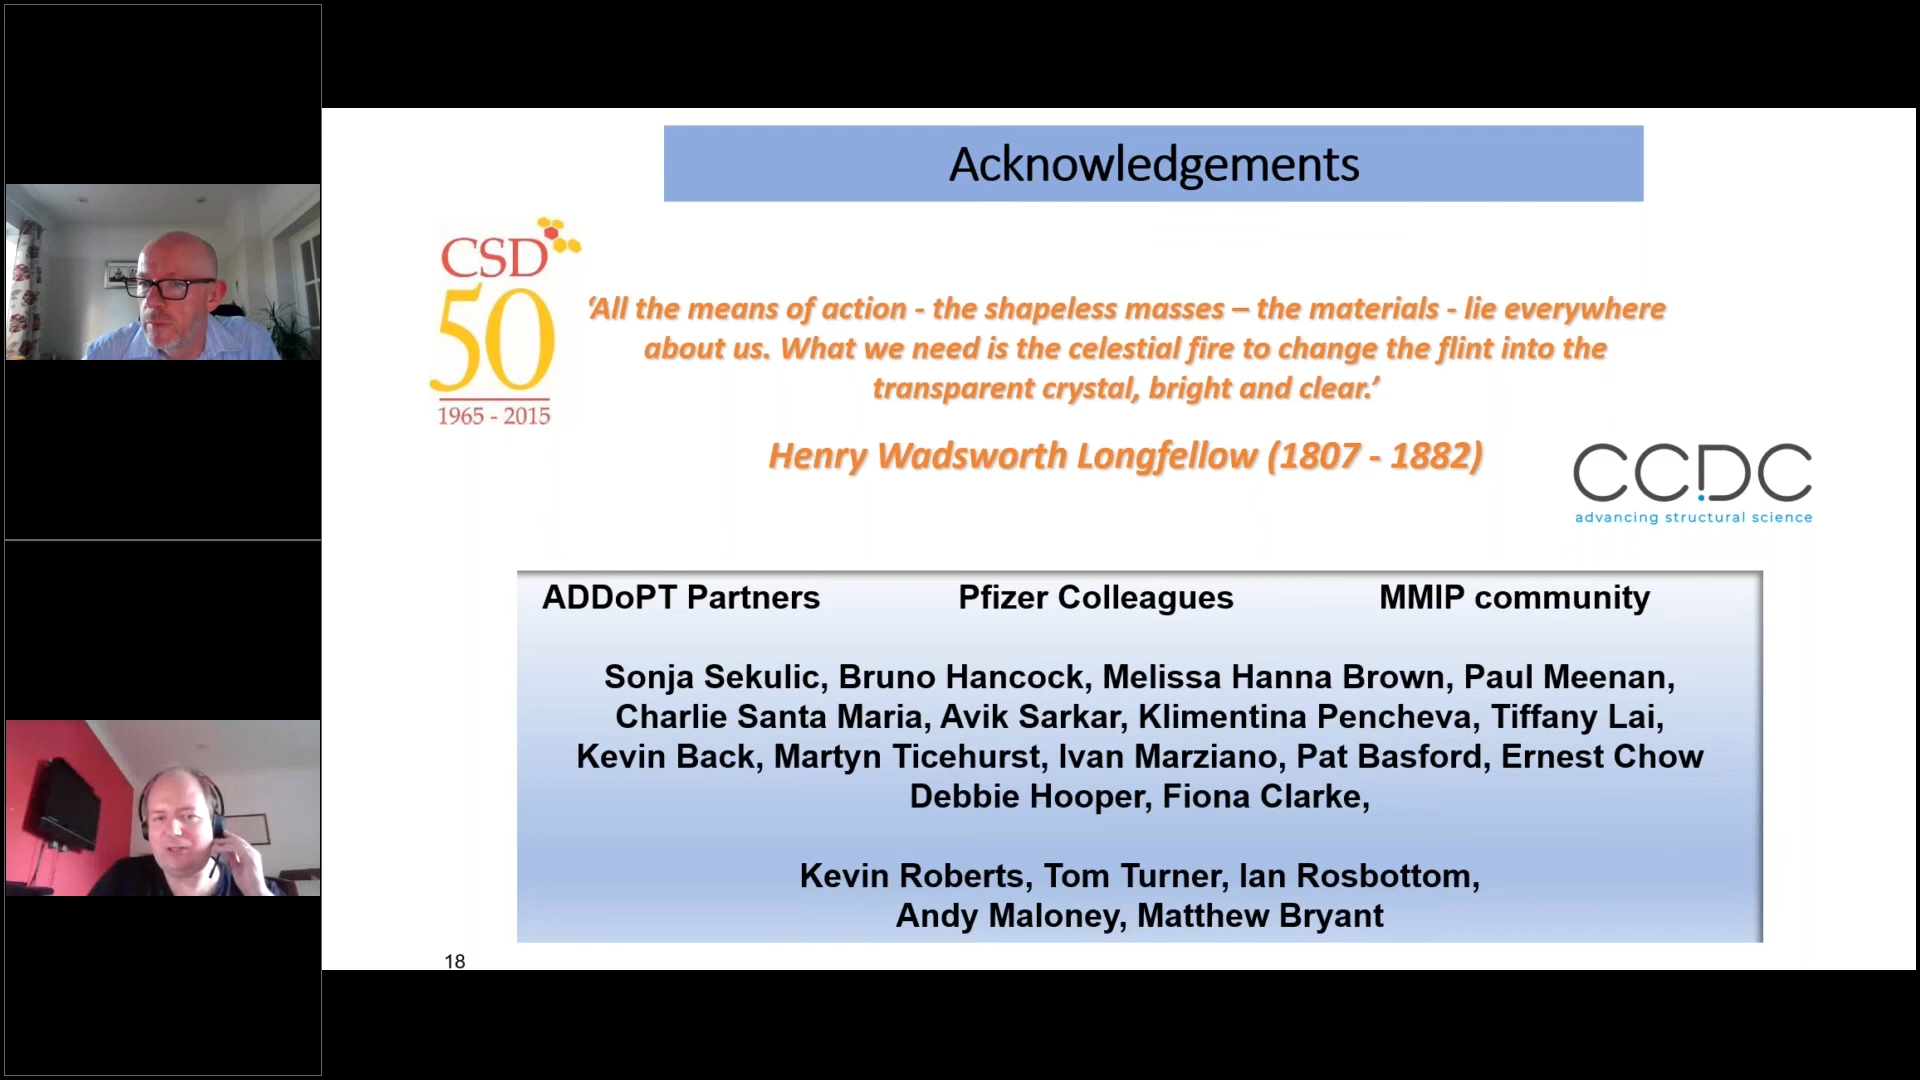 Acknowledgements
CSD
50
1965 - 2015
‘All the means of action - the shapeless masses – the materials - lie everywhere
about us. What we need is the celestial fire to change the flint into the
transparent crystal, bright and clear.’
Henry Wadsworth Longfellow (1807 - 1882)
CCDC
advancing structural science
ADDoPT Partners Pfizer Colleagues MMIP community
Sonja Sekulic, Bruno Hancock, Melissa Hanna Brown, Paul Meenan,
Charlie Santa Maria, Avik Sarkar, Klimentina Pencheva, Tiffany Lai,
Kevin Back, Martyn Ticehurst, Ivan Marziano, Pat Basford, Ernest Chow
Debbie Hooper, Fiona Clarke,
Kevin Roberts, Tom Turner, Ian Rosbottom,
Andy Maloney, Matthew Bryant
18